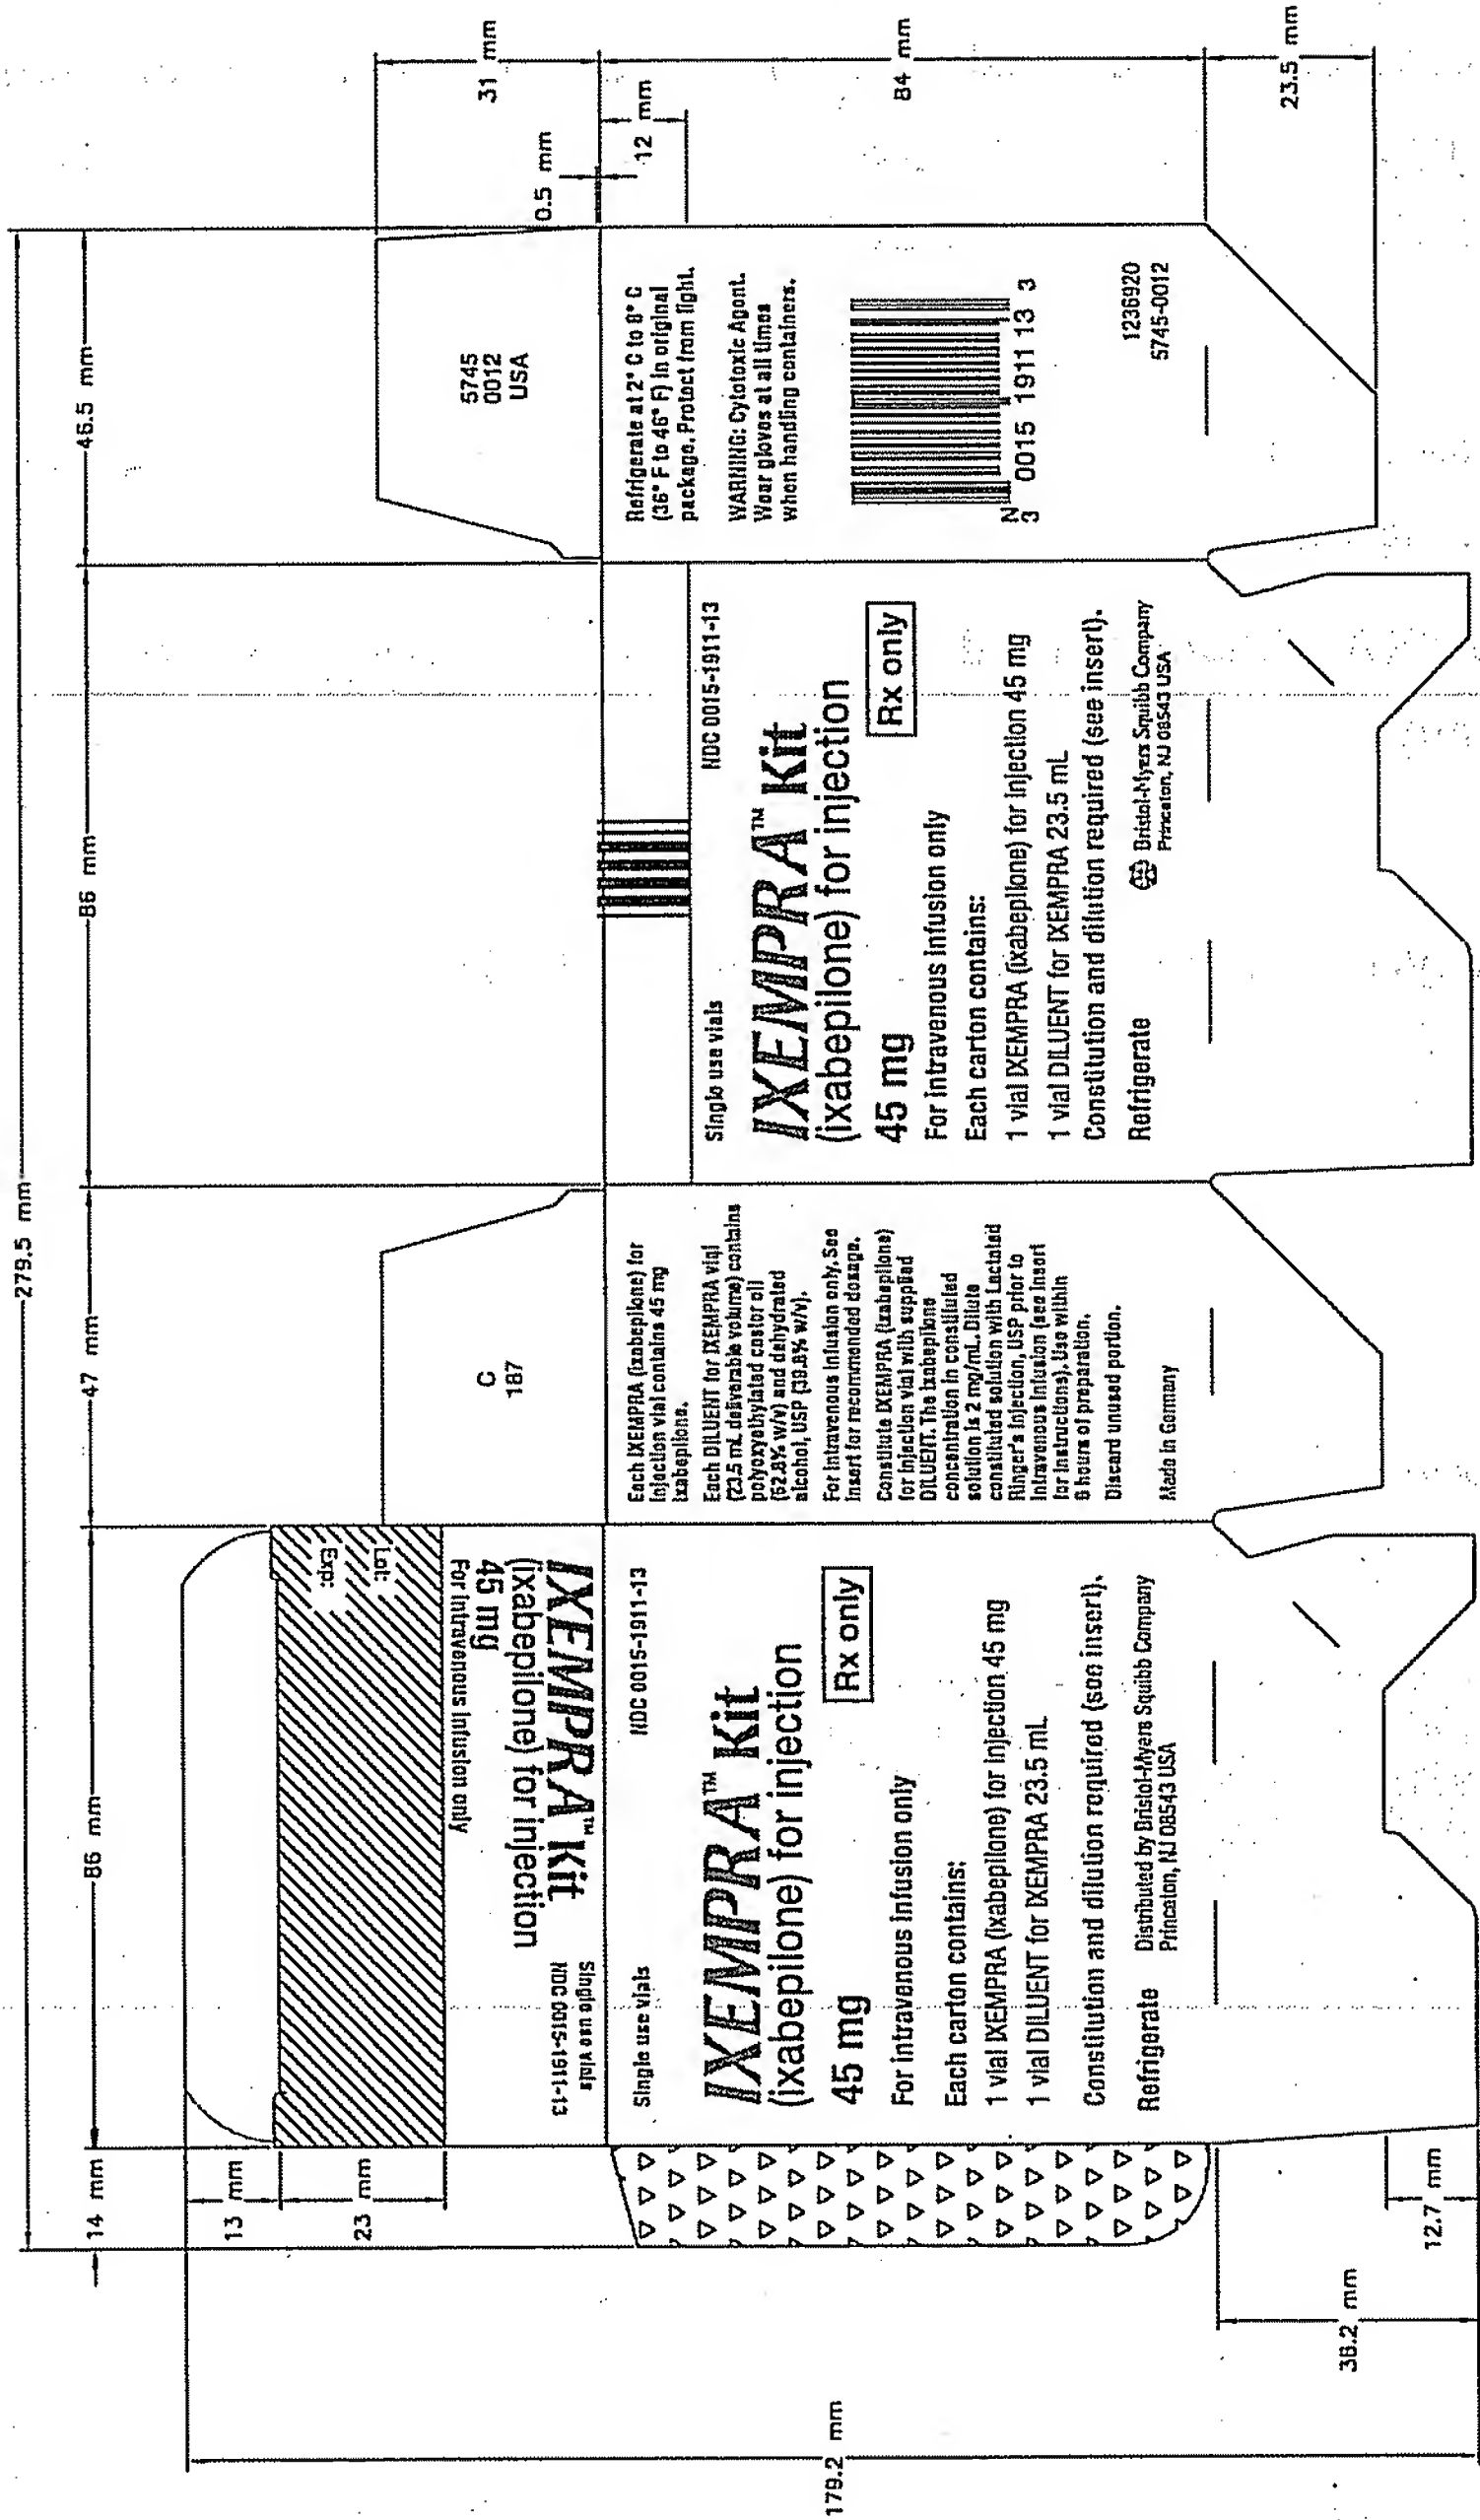 279.5 mm
14 mm
86 mm
47 mm
86 mm
46.5 mm
13 mm
23 mm
179.2 mm
38.2 mm
12.7 mm
31 mm
0.5 mm
12 mm
84 mm
23.5 mm
Lot:
Exp:
Single use vials
NDC 0015-1911-13
IXEMPRA™ Kit
(ixabepilone) for injection
45 mg
For intravenous infusion only
Single use vials NDC 0015-1911-13
IXEMPRA™ Kit
(ixabepilone) for injection
45 mg Rx only
For intravenous infusion only
Each carton contains:
1 vial IXEMPRA (ixabepilone) for injection 45 mg
1 vial DILUENT for IXEMPRA 23.5 mL
Constitution and dilution required (see insert).
Refrigerate
Distributed by Bristol-Myers Squibb Company
Princeton, NJ 08543 USA
C
187
Each IXEMPRA (ixabepilone) for
injection vial contains 45 mg
ixabepilone.
Each DILUENT for IXEMPRA vial
(23.5 mL deliverable volume) contains
polyoxyethylated castor oil
(52.8% w/v) and dehydrated
alcohol, USP (39.8% w/v).
For intravenous infusion only. See
insert for recommended dosage.
Constitute IXEMPRA (ixabepilone)
for injection vial with supplied
DILUENT. The ixabepilone
concentration in constituted
solution is 2 mg/mL. Dilute
constituted solution with Lactated
Ringer's Injection, USP prior to
intravenous infusion (see insert
for instructions). Use within
6 hours of preparation.
Discard unused portion.
Made in Germany
Single use vials NDC 0015-1911-13
IXEMPRA™ Kit
(ixabepilone) for injection
45 mg Rx only
For intravenous infusion only
Each carton contains:
1 vial IXEMPRA (ixabepilone) for injection 45 mg
1 vial DILUENT for IXEMPRA 23.5 mL
Constitution and dilution required (see insert).
Refrigerate
Bristol-Myers Squibb Company
Princeton, NJ 08543 USA
5745
0012
USA
Refrigerate at 2° C to 8° C
(36° F to 46° F) in original
package. Protect from light.
WARNING: Cytotoxic Agent.
Wear gloves at all times
when handling containers.
N
3 0015 1911 13 3
1236920
5745-0012